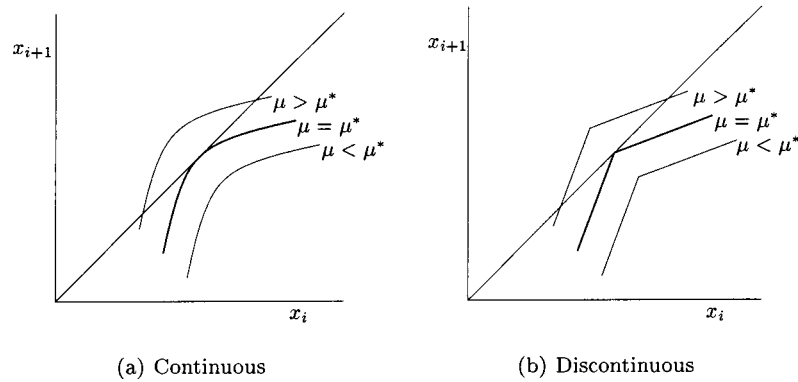 x_{i+1}
μ > μ*
μ = μ*
μ < μ*
x_i
(a) Continuous
x_{i+1}
μ > μ*
μ = μ*
μ < μ*
x_i
(b) Discontinuous